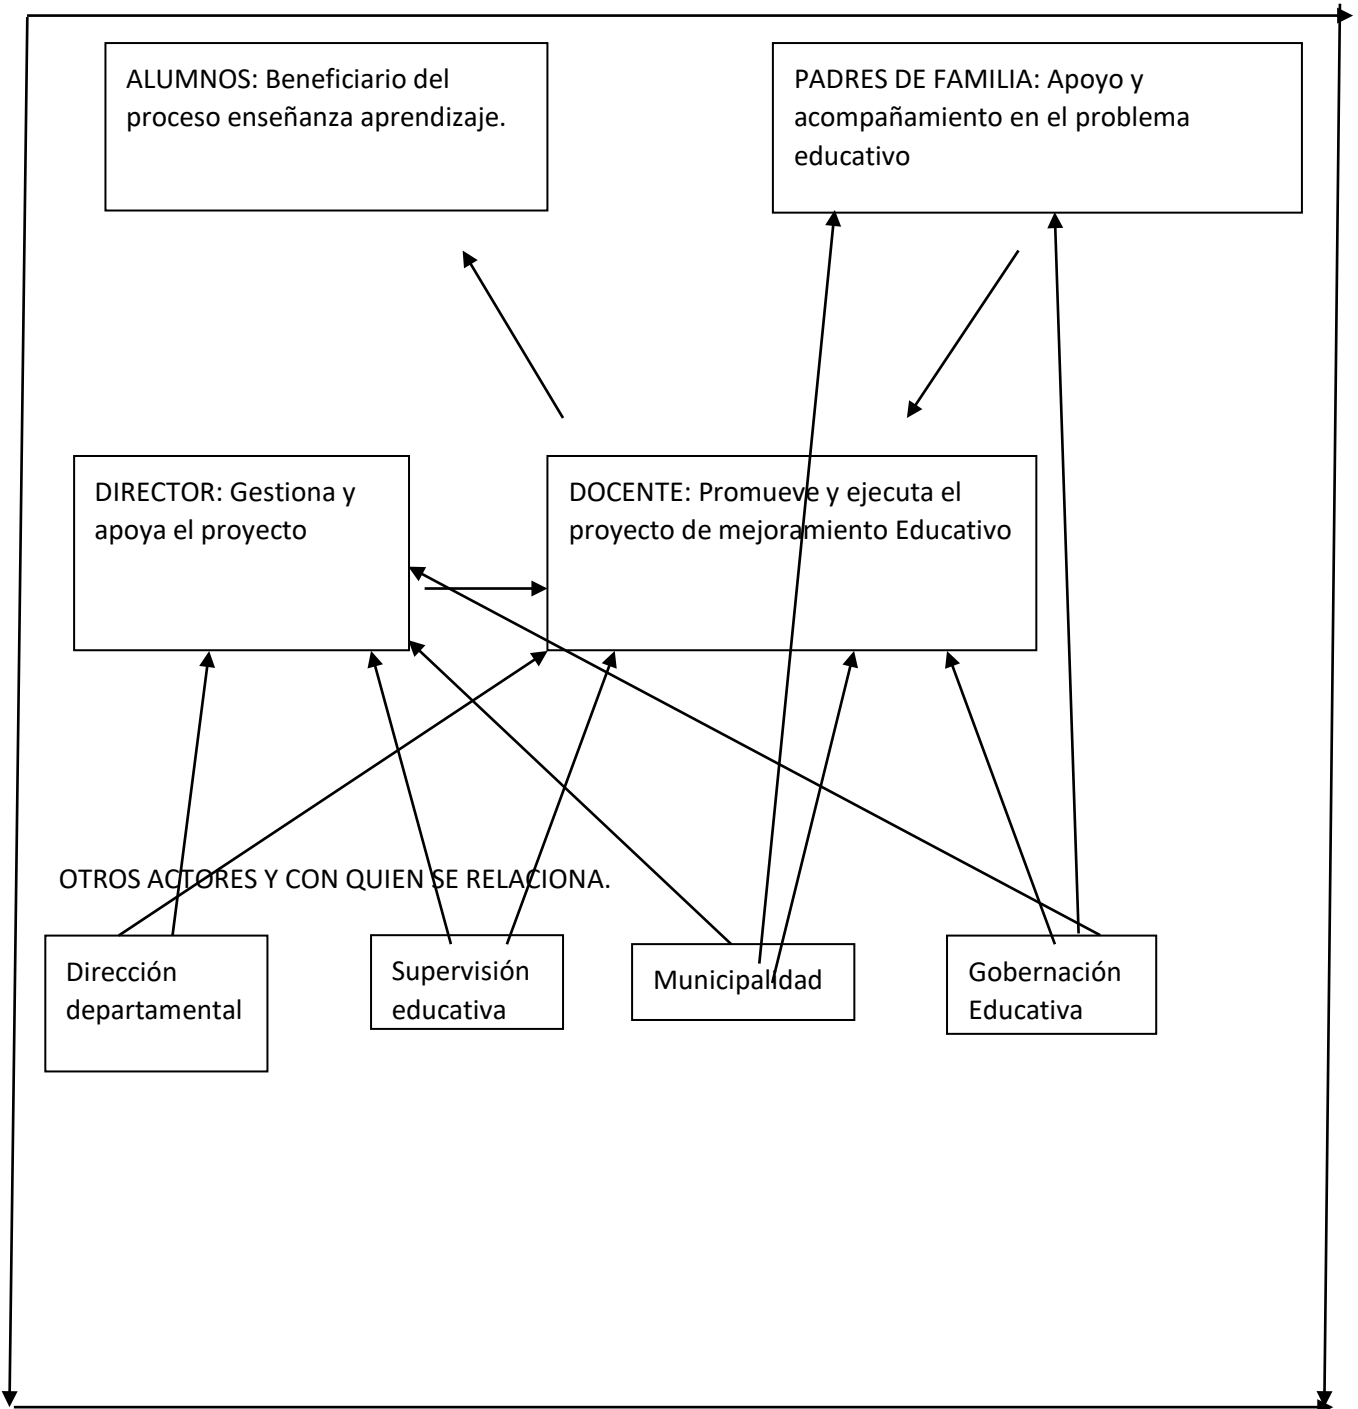 ALUMNOS: Beneficiario del
proceso enseñanza aprendizaje.
PADRES DE FAMILIA: Apoyo y
acompañamiento en el problema
educativo
DIRECTOR: Gestiona y
apoya el proyecto
DOCENTE: Promueve y ejecuta el
proyecto de mejoramiento Educativo
OTROS ACTORES Y CON QUIEN SE RELACIONA.
Dirección
departamental
Supervisión
educativa
Municipalidad
Gobernación
Educativa